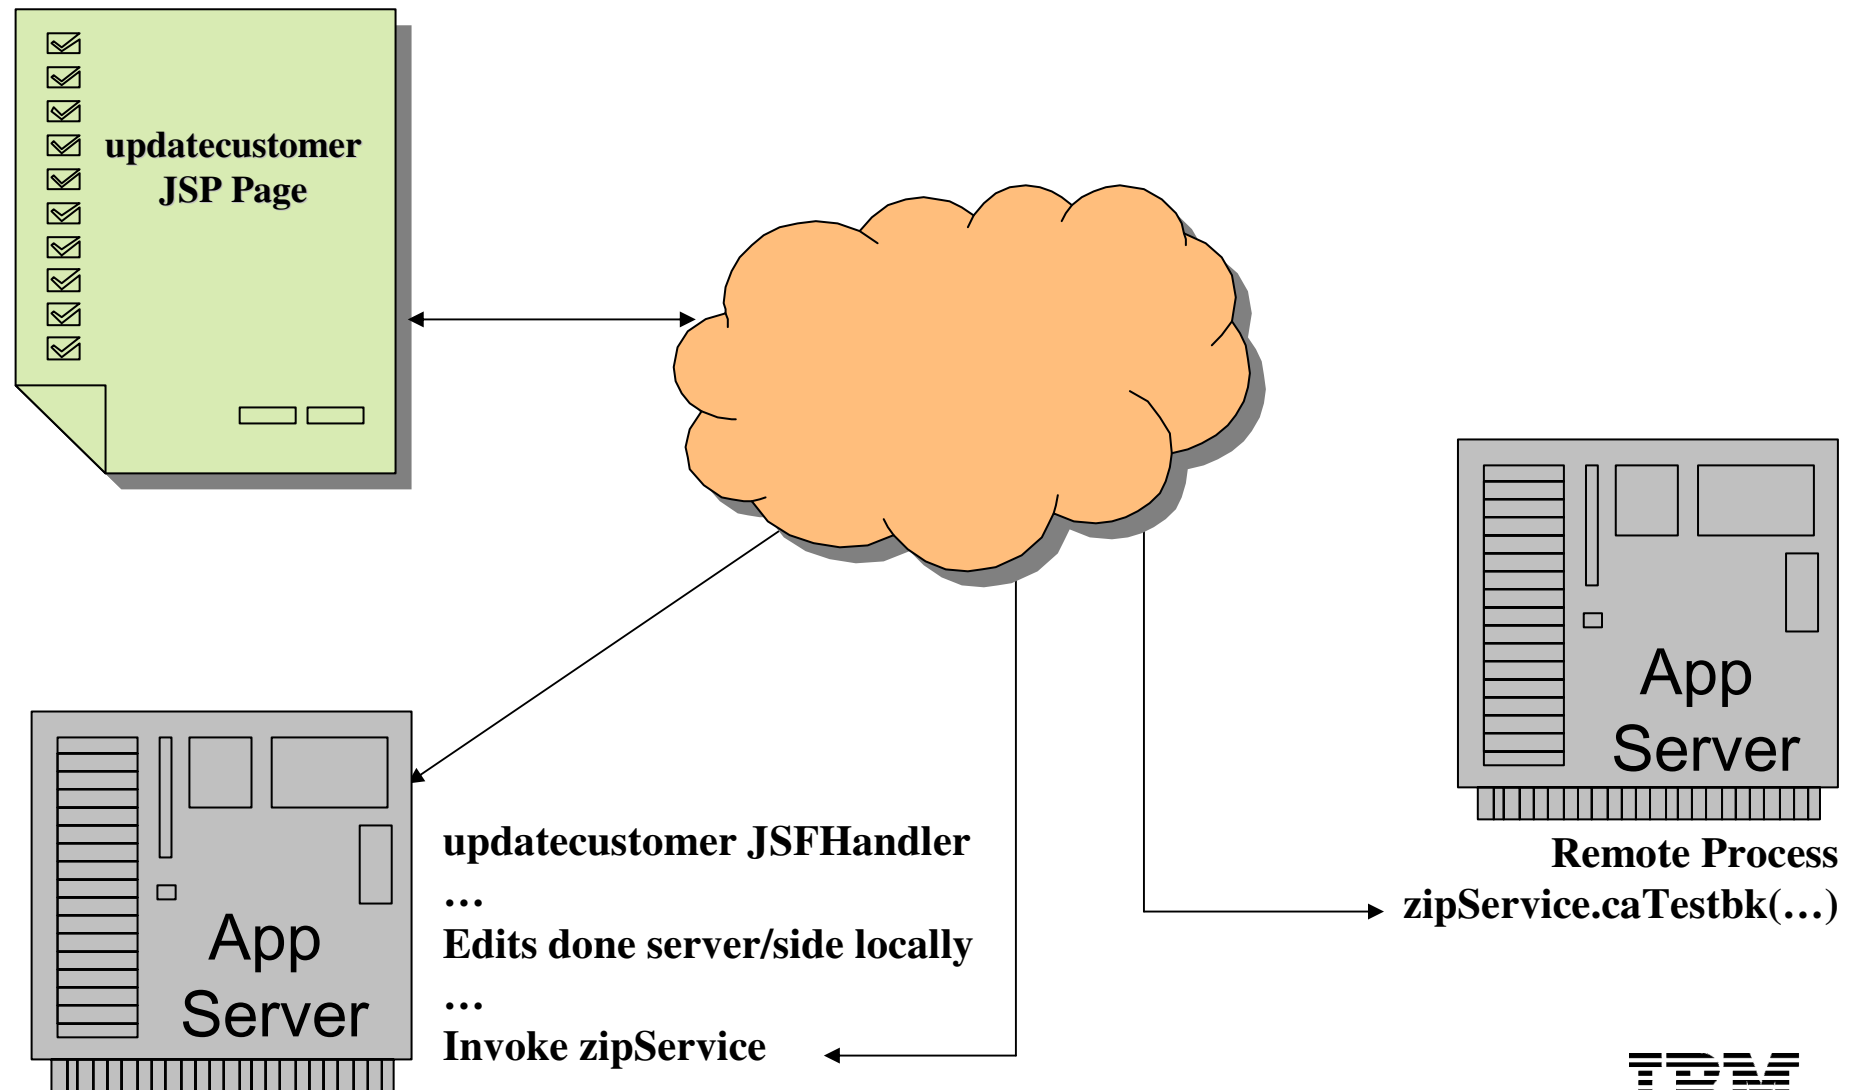 updatecustomer
JSP Page
App
Server
updatecustomer JSFHandler
…
Edits done server/side locally
…
Invoke zipService
App
Server
Remote Process
zipService.caTestbk(…)
IBM